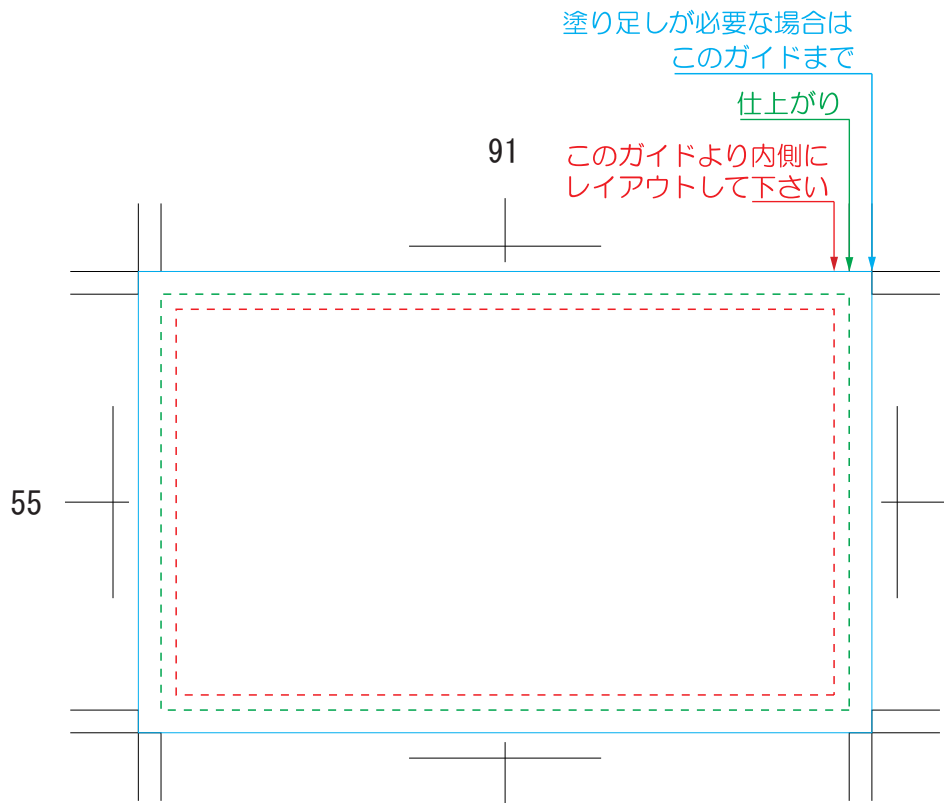 塗り足しが必要な場合は
このガイドまで
仕上がり
91
このガイドより内側に
レイアウトして下さい
55